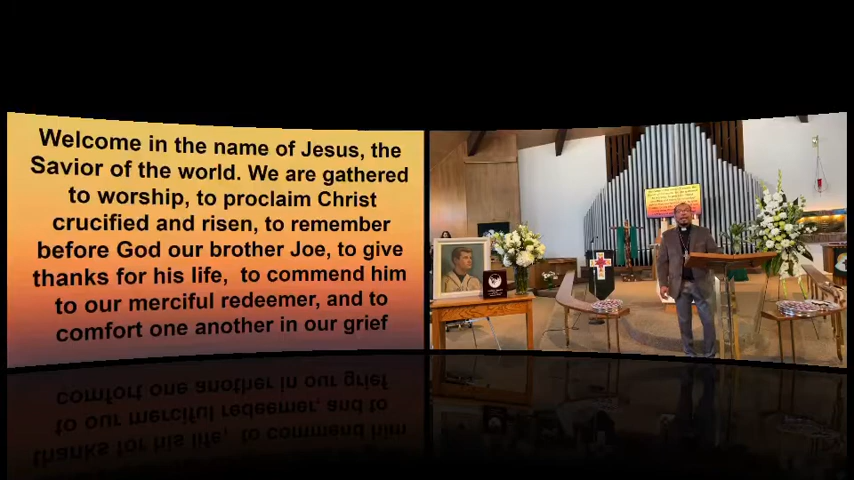 Welcome in the name of Jesus, the
Savior of the world. We are gathered
to worship, to proclaim Christ
crucified and risen, to remember
before God our brother Joe, to give
thanks for his life, to commend him
to our merciful redeemer, and to
comfort one another in our grief